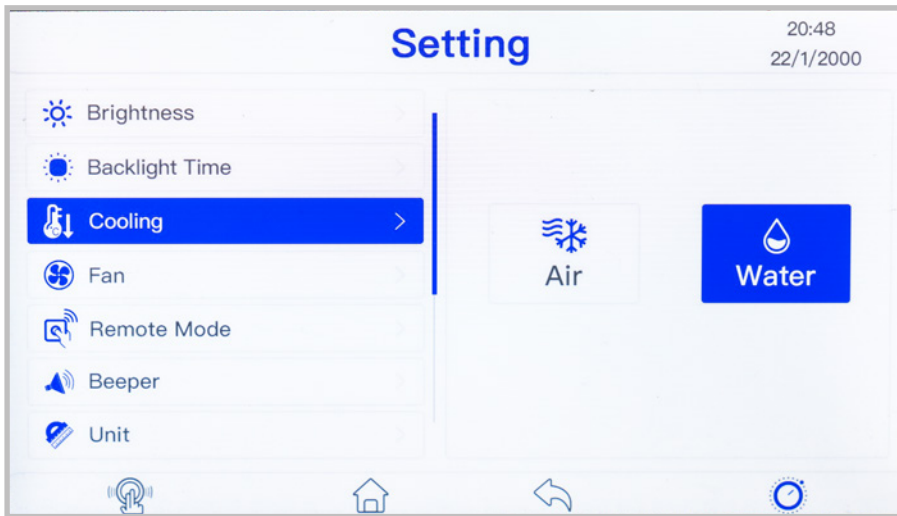 Setting
20:48
22/1/2000
Brightness
Backlight Time
Cooling
Fan
Remote Mode
Beeper
Unit
Air
Water